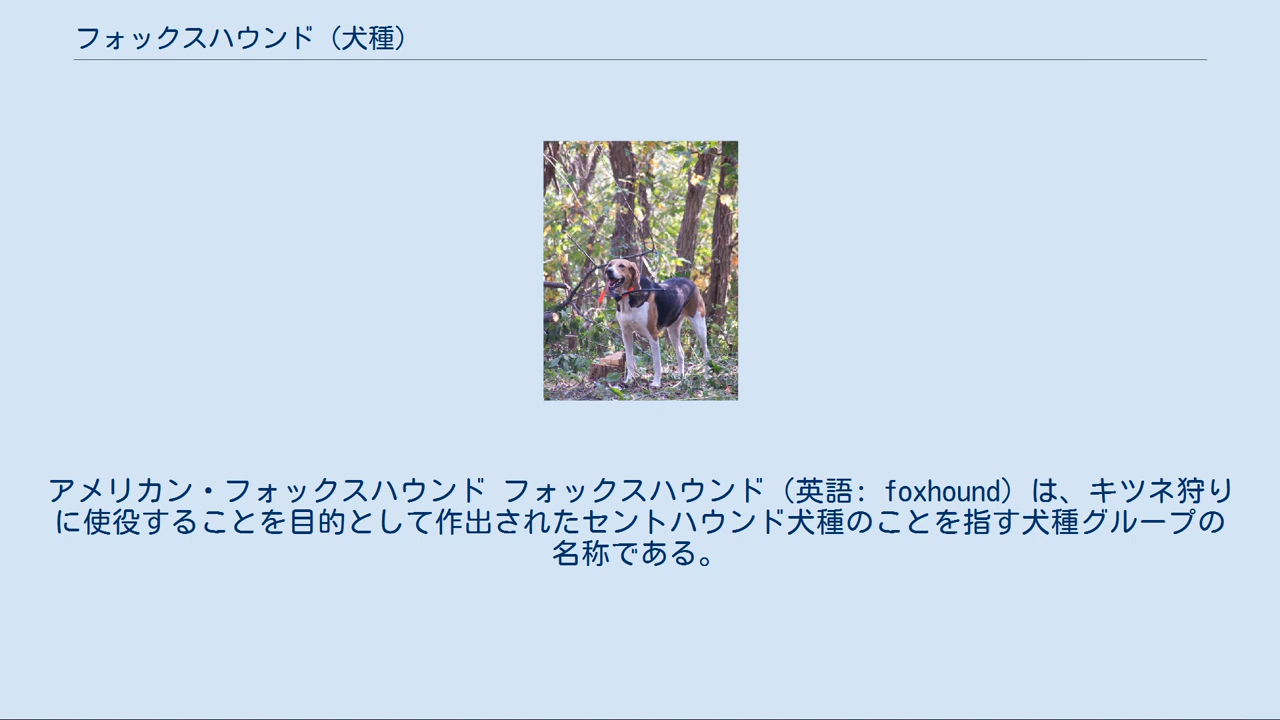 フォックスハウンド（犬種）
アメリカン・フォックスハウンド フォックスハウンド（英語: foxhound）は、キツネ狩り
に使役することを目的として作出されたセントハウンド犬種のことを指す犬種グループの
名称である。